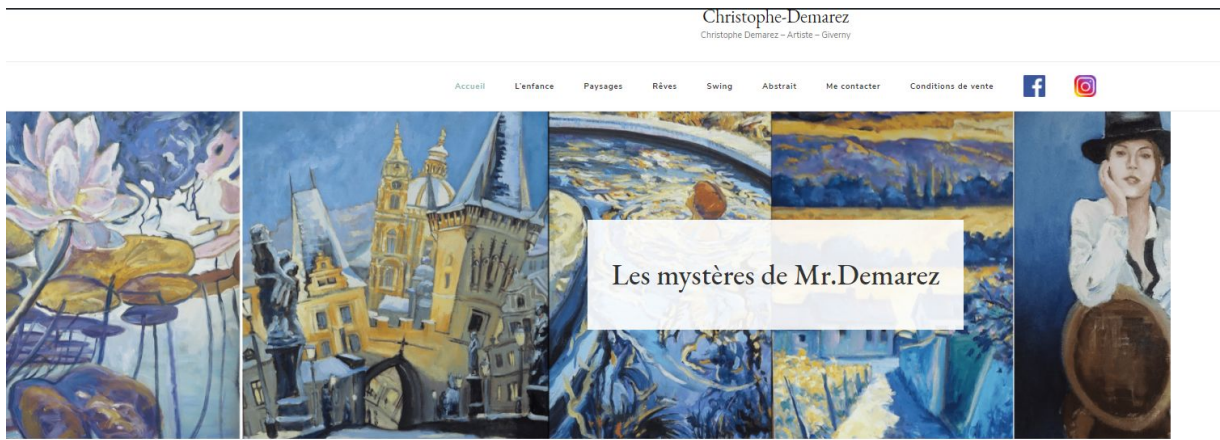 Christophe-Demarez
Christophe Demarez – Artiste – Giverny
Accueil L'enfance Paysages Rêves Swing Abstrait Me contacter Conditions de vente
Les mystères de Mr.Demarez